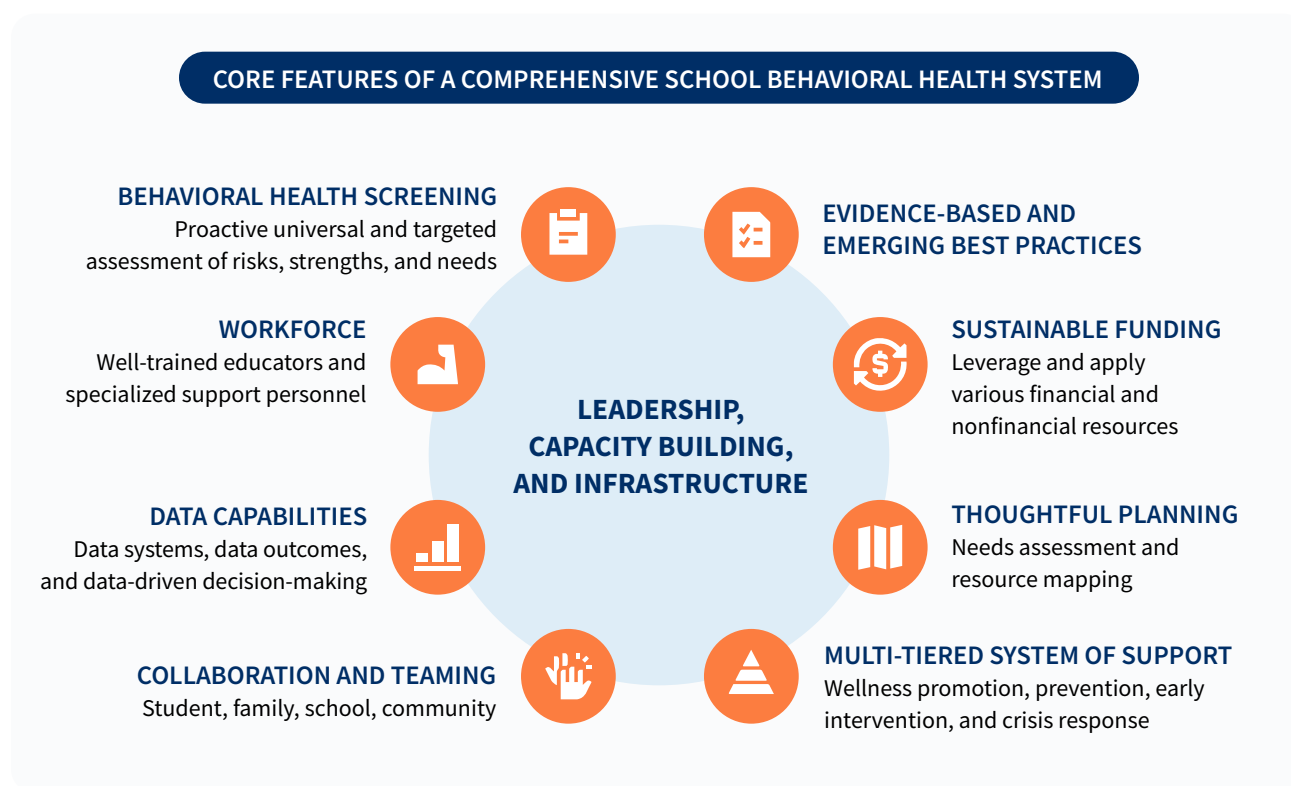 CORE FEATURES OF A COMPREHENSIVE SCHOOL BEHAVIORAL HEALTH SYSTEM
BEHAVIORAL HEALTH SCREENING
Proactive universal and targeted
assessment of risks, strengths, and needs
EVIDENCE-BASED AND
EMERGING BEST PRACTICES
WORKFORCE
Well-trained educators and
specialized support personnel
SUSTAINABLE FUNDING
Leverage and apply
various financial and
nonfinancial resources
$
LEADERSHIP,
CAPACITY BUILDING,
AND INFRASTRUCTURE
DATA CAPABILITIES
Data systems, data outcomes,
and data-driven decision-making
THOUGHTFUL PLANNING
Needs assessment and
resource mapping
COLLABORATION AND TEAMING
Student, family, school, community
MULTI-TIERED SYSTEM OF SUPPORT
Wellness promotion, prevention, early
intervention, and crisis response